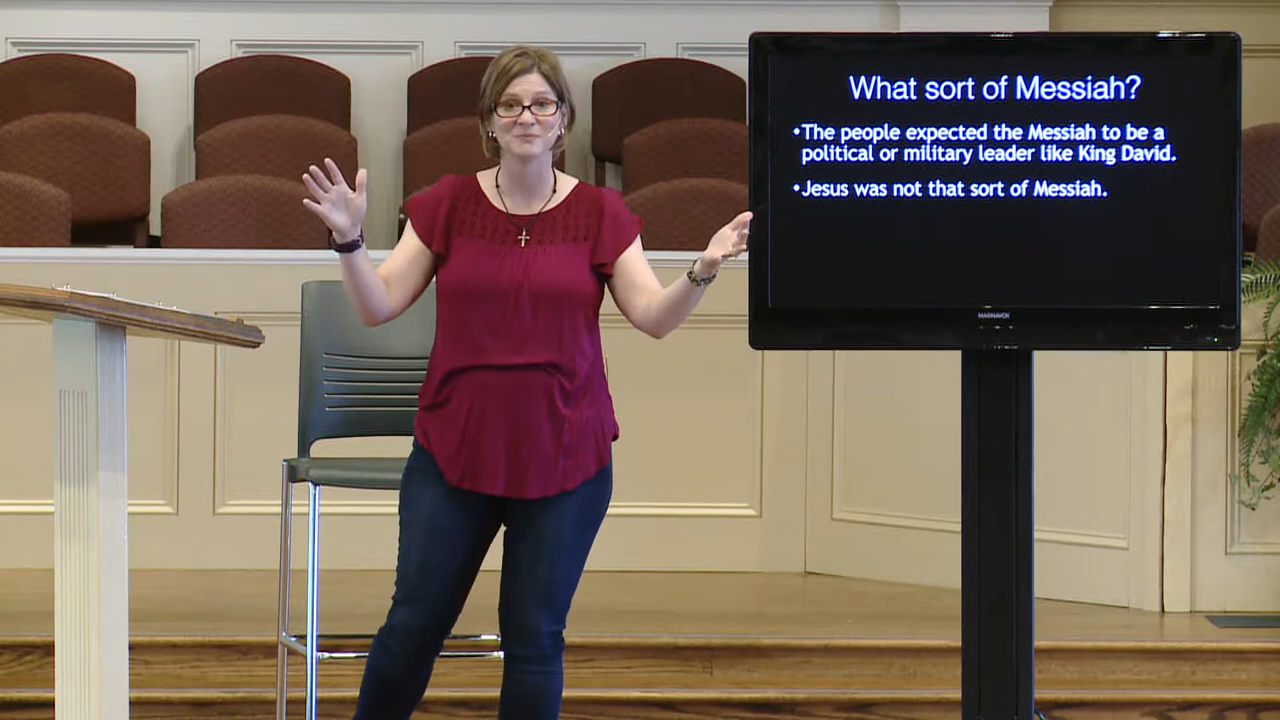 What sort of Messiah?
•The people expected the Messiah to be a
political or military leader like King David.
•Jesus was not that sort of Messiah.
MAGNAVOX